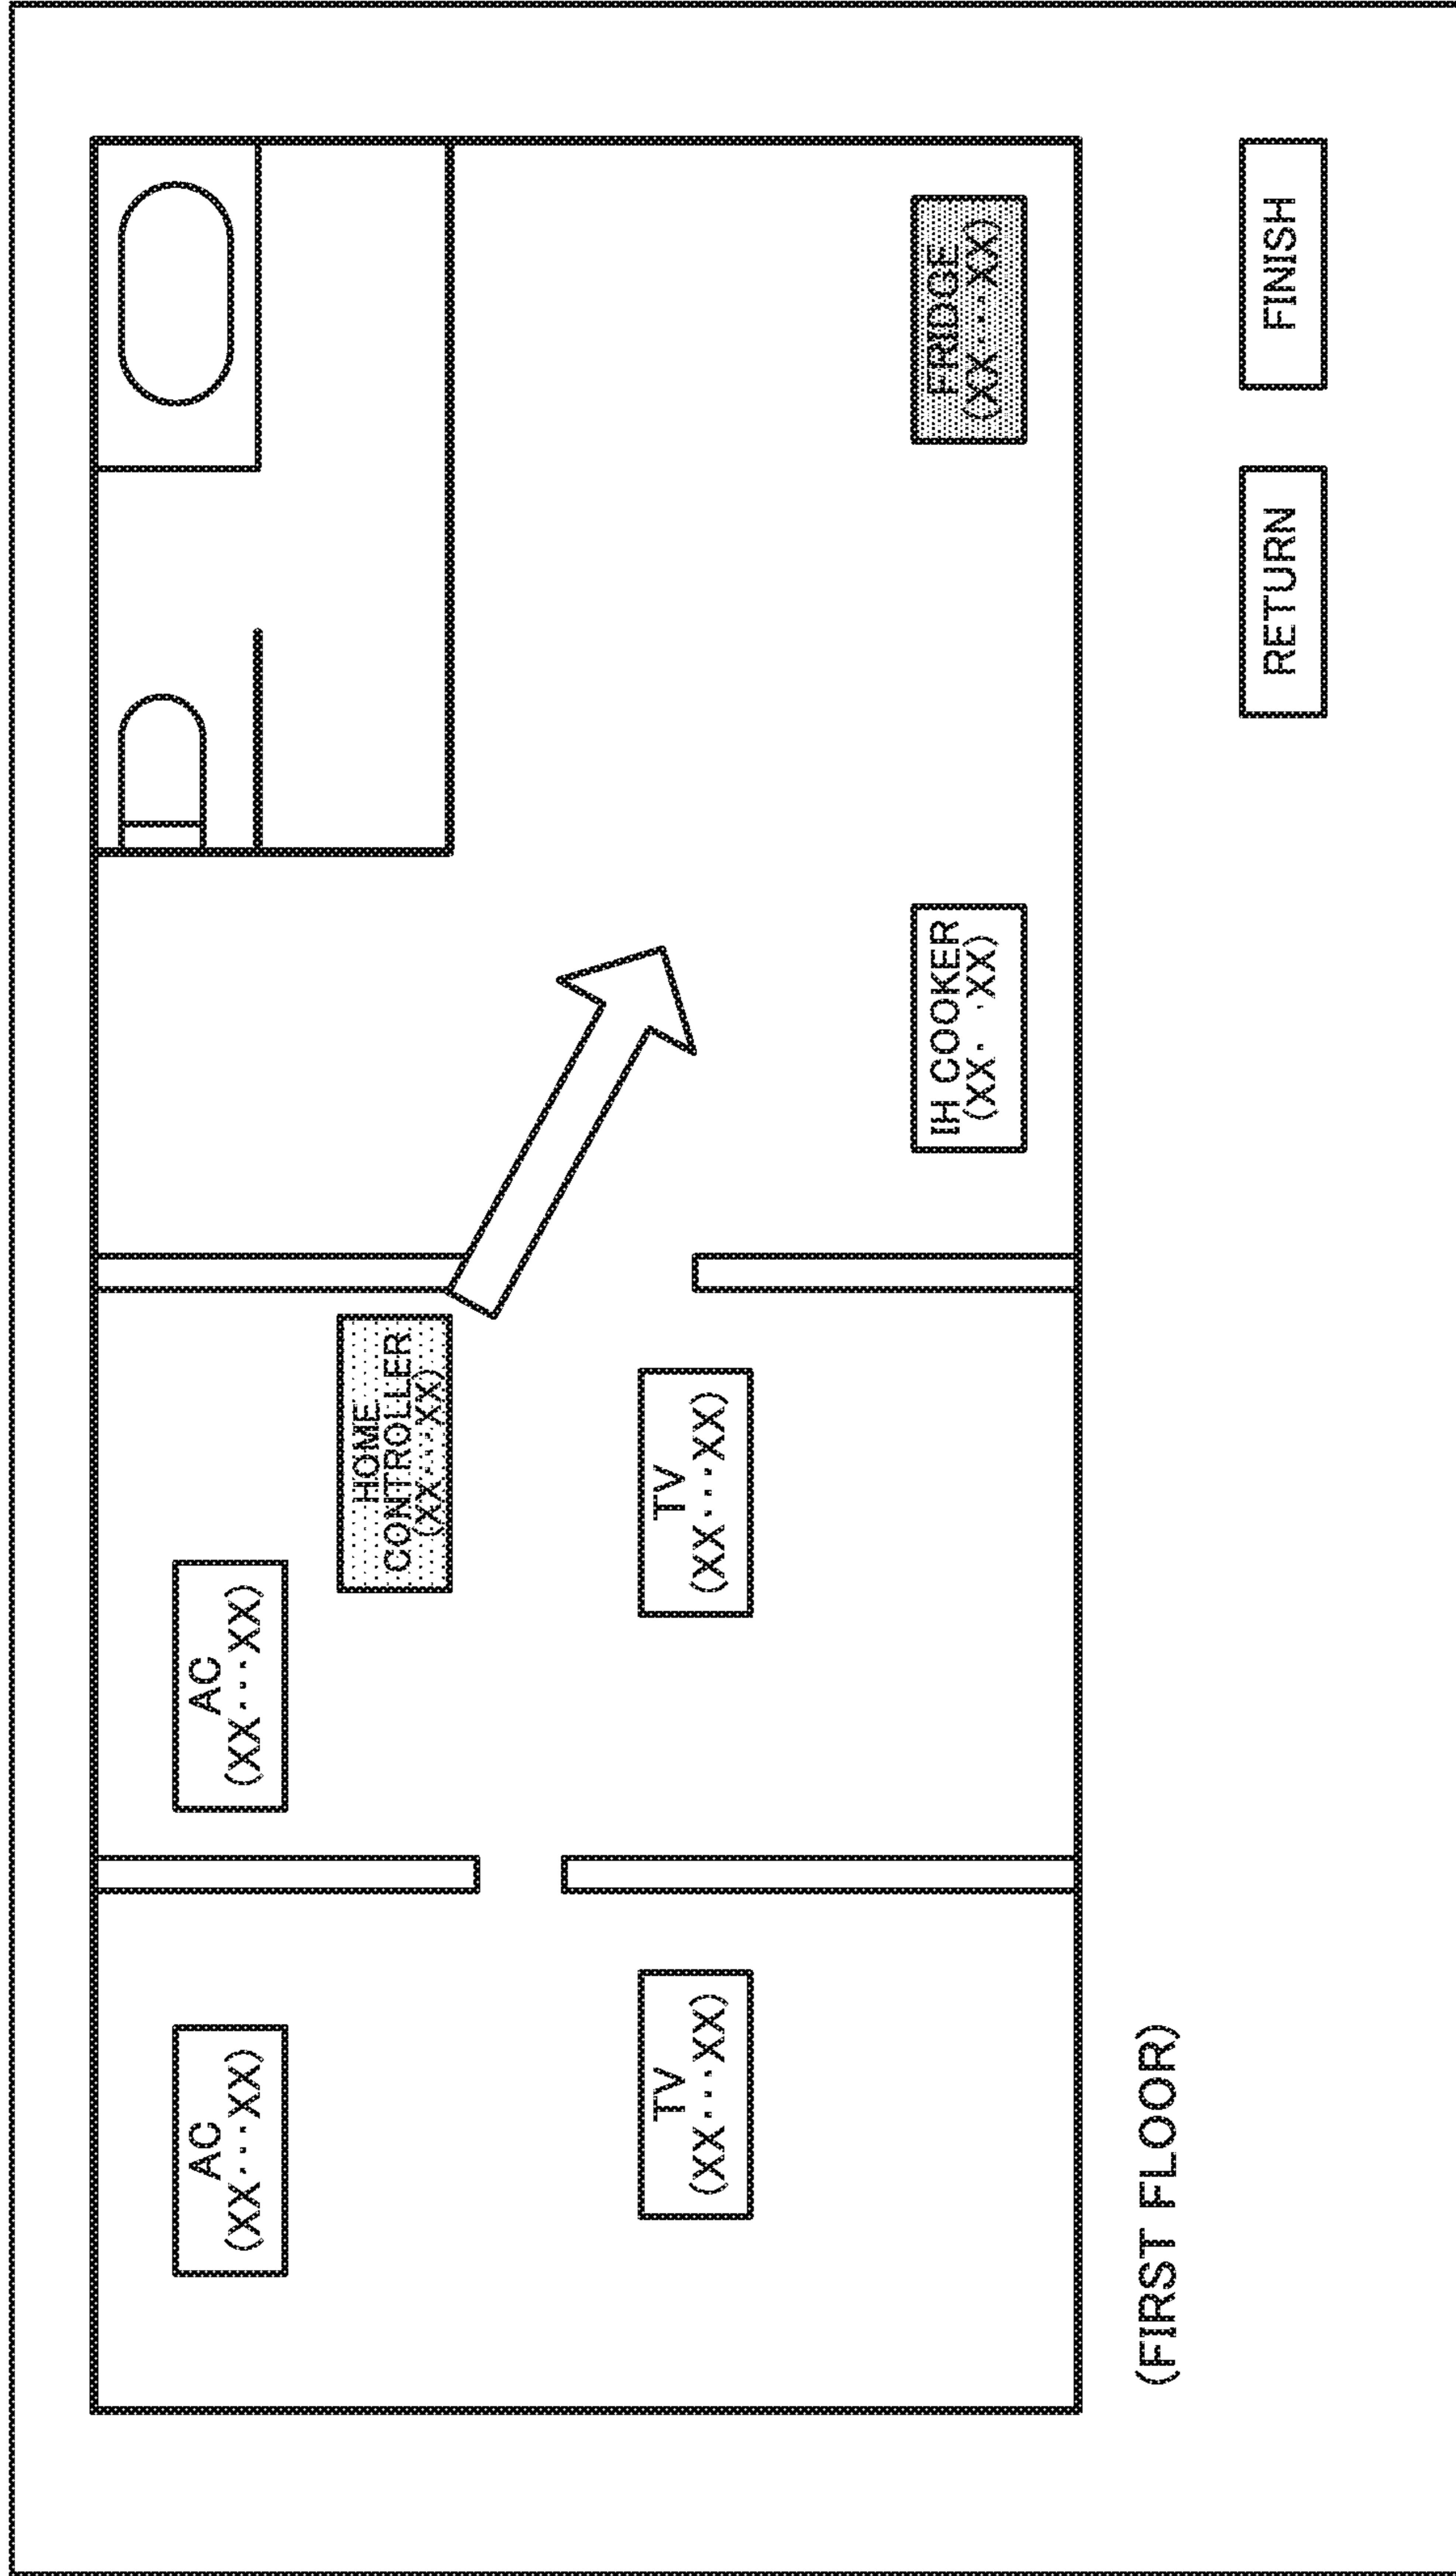 AC
(XX···XX)
AC
(XX···XX)
HOME
CONTROLLER
(XX···XX)
TV
(XX···XX)
TV
(XX···XX)
IH COOKER
(XX· ·XX)
FRIDGE
(XX···XX)
(FIRST FLOOR)
RETURN
FINISH